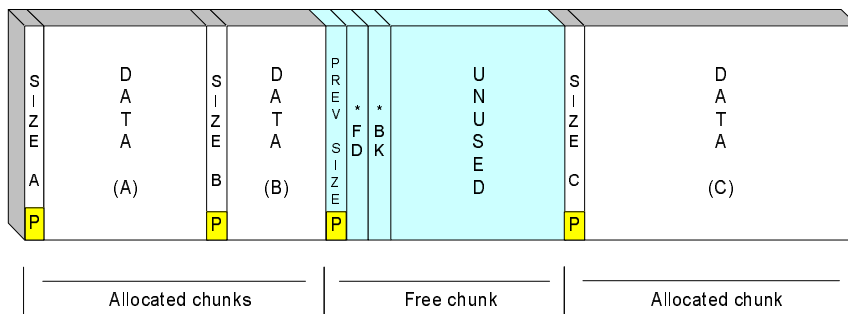 SIZE A
P
DATA (A)
SIZE B
P
DATA (B)
PREV SIZE
P
* FD
* BK
UNUSED
SIZE C
P
DATA (C)
Allocated chunks
Free chunk
Allocated chunk